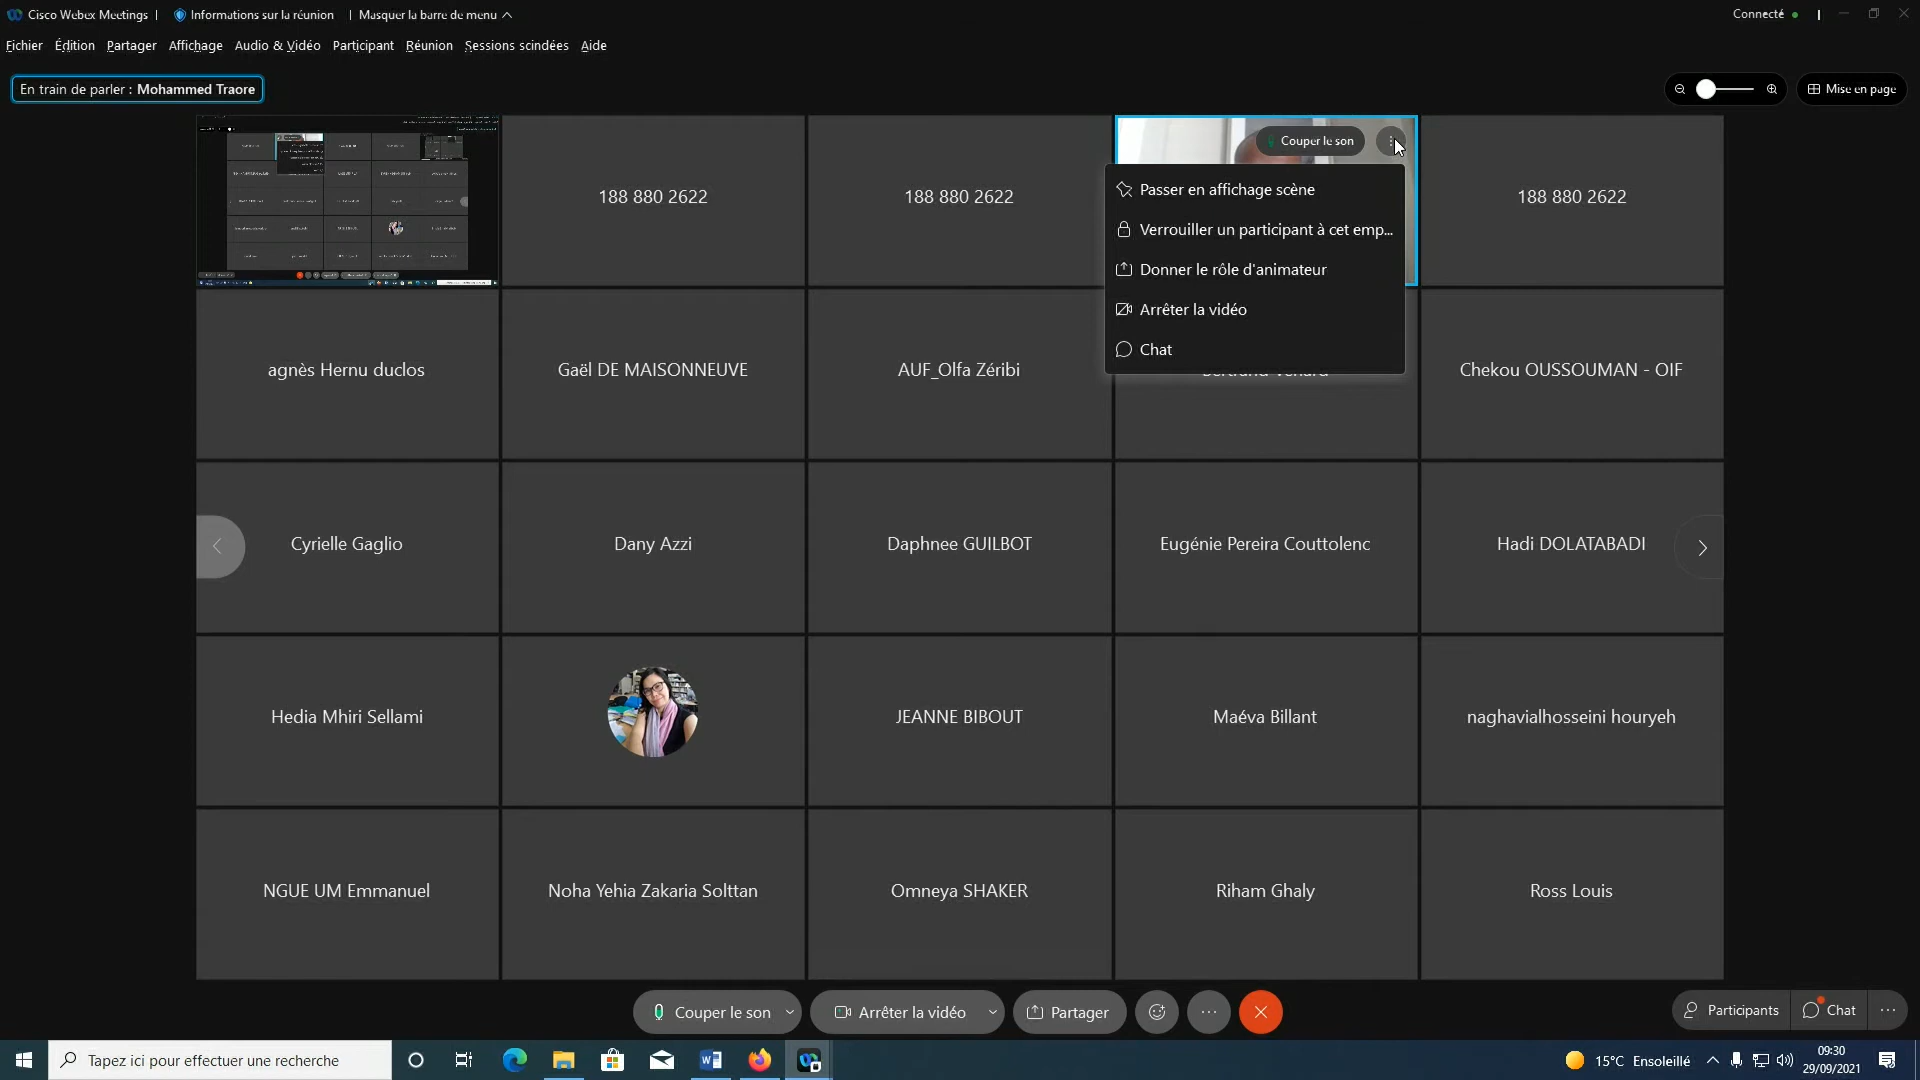 Cisco Webex Meetings | Informations sur la réunion | Masquer la barre de menu
Connecté
Fichier Édition Partager Affichage Audio & Vidéo Participant Réunion Sessions scindées Aide
En train de parler : Mohammed Traore
Mise en page
Couper le son
188 880 2622
188 880 2622
188 880 2622
Passer en affichage scène
Verrouiller un participant à cet emp...
Donner le rôle d'animateur
Arrêter la vidéo
Chat
agnès Hernu duclos
Gaël DE MAISONNEUVE
AUF_Olfa Zéribi
Chekou OUSSOUMAN - OIF
Cyrielle Gaglio
Dany Azzi
Daphnee GUILBOT
Eugénie Pereira Couttolenc
Hadi DOLATABADI
Hedia Mhiri Sellami
JEANNE BIBOUT
Maéva Billant
naghavialhosseini houryeh
NGUE UM Emmanuel
Noha Yehia Zakaria Solttan
Omneya SHAKER
Riham Ghaly
Ross Louis
Couper le son
Arrêter la vidéo
Partager
Participants
Chat
Tapez ici pour effectuer une recherche
15°C Ensoleillé
09:30
29/09/2021